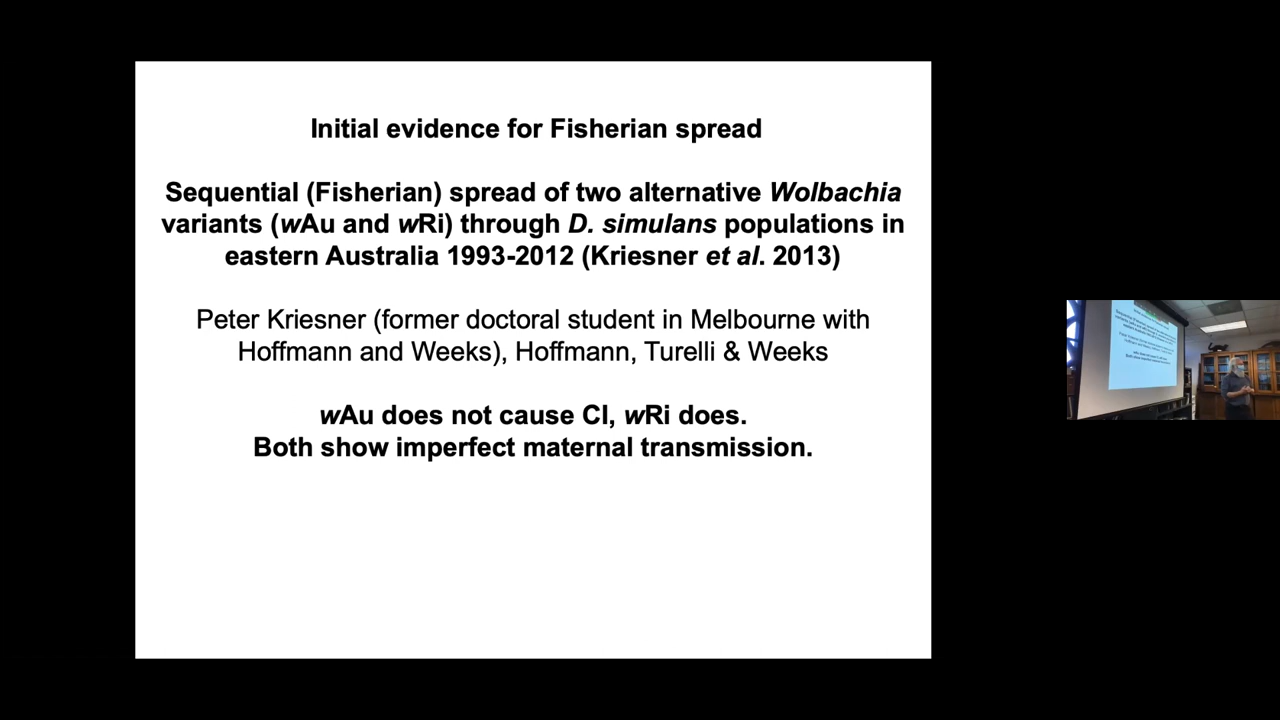 Initial evidence for Fisherian spread
Sequential (Fisherian) spread of two alternative Wolbachia
variants (wAu and wRi) through D. simulans populations in
eastern Australia 1993-2012 (Kriesner et al. 2013)
Peter Kriesner (former doctoral student in Melbourne with
Hoffmann and Weeks), Hoffmann, Turelli & Weeks
wAu does not cause CI, wRi does.
Both show imperfect maternal transmission.